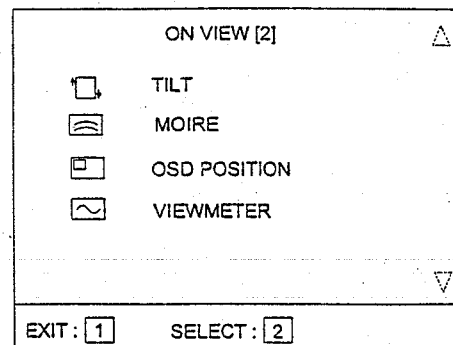 ON VIEW [2]
TILT
MOIRE
OSD POSITION
VIEWMETER
EXIT : 1 SELECT : 2